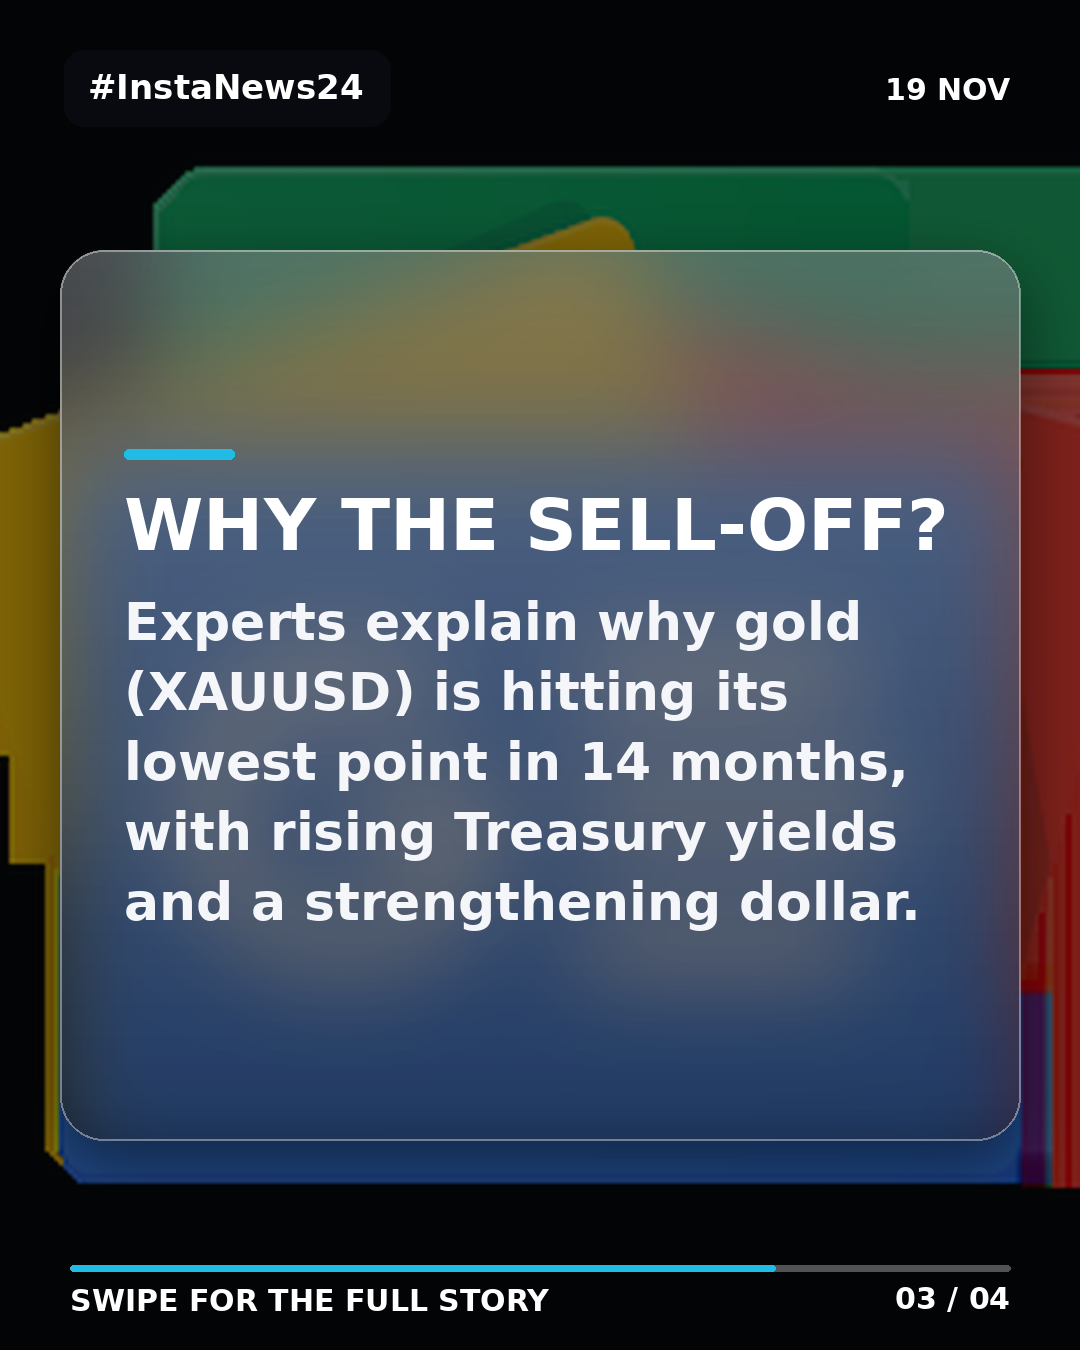 #InstaNews24
19 NOV
WHY THE SELL-OFF?
Experts explain why gold
(XAUUSD) is hitting its
lowest point in 14 months,
with rising Treasury yields
and a strengthening dollar.
SWIPE FOR THE FULL STORY
03 / 04